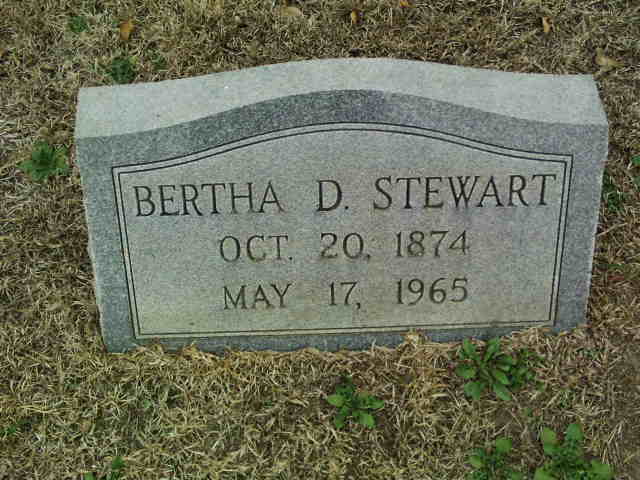 BERTHA D. STEWART
OCT. 20, 1874
MAY 17, 1965